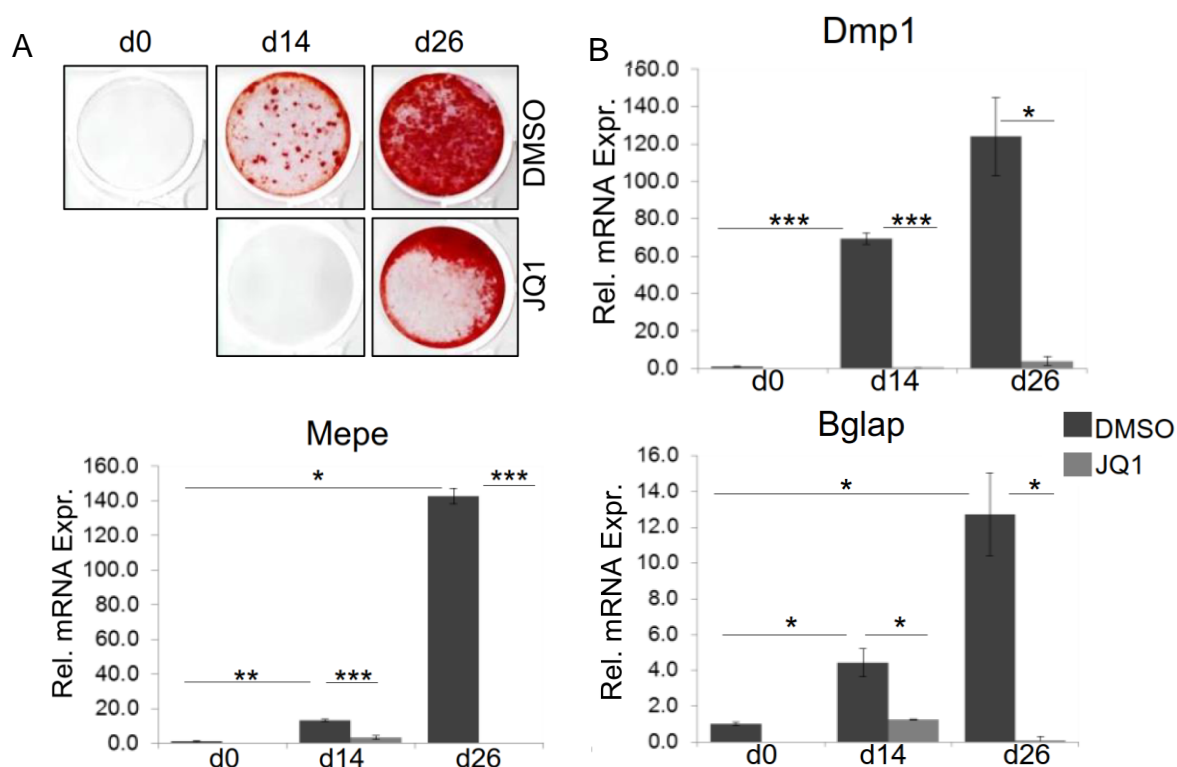 A
d0 d14 d26
DMSO
JQ1
B
Dmp1
Rel. mRNA Expr.
160.0
140.0
120.0
100.0
80.0
60.0
40.0
20.0
0.0
*
*** ***
d0 d14 d26
Mepe
Rel. mRNA Expr.
160.0
140.0
120.0
100.0
80.0
60.0
40.0
20.0
0.0
* ***
** ***
d0 d14 d26
Bglap
DMSO
JQ1
Rel. mRNA Expr.
16.0
14.0
12.0
10.0
8.0
6.0
4.0
2.0
0.0
* *
* *
d0 d14 d26